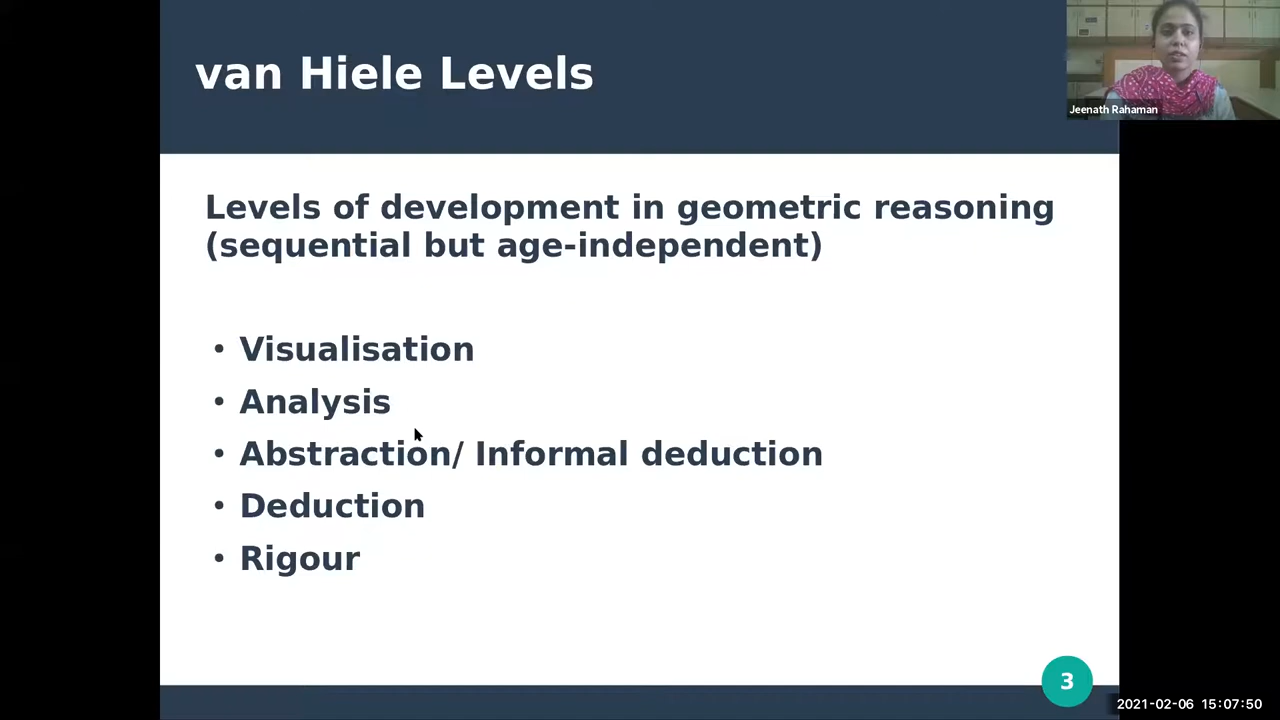 van Hiele Levels
Jeenath Rahaman
Levels of development in geometric reasoning
(sequential but age-independent)
• Visualisation
• Analysis
• Abstraction/ Informal deduction
• Deduction
• Rigour
3
2021-02-06 15:07:50